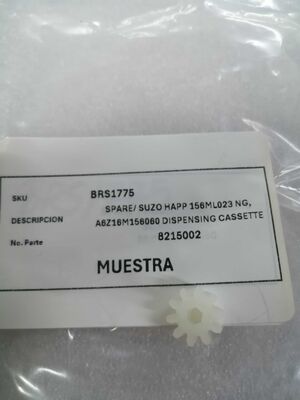 SKU BRS1775
SPARE/ SUZO HAPP 156ML023 NG,
DESCRIPCION A6Z16M156060 DISPENSING CASSETTE
No. Parte 8215002
MUESTRA